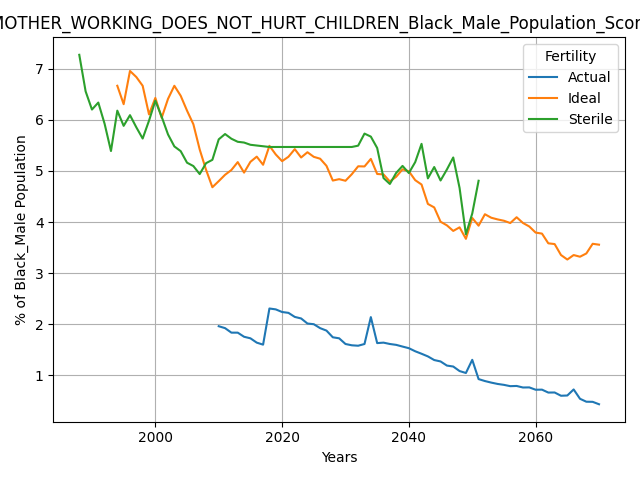 MOTHER_WORKING_DOES_NOT_HURT_CHILDREN_Black_Male_Population_Scor
Fertility
Actual
Ideal
Sterile
% of Black_Male Population
7
6
5
4
3
2
1
2000 2020 2040 2060
Years